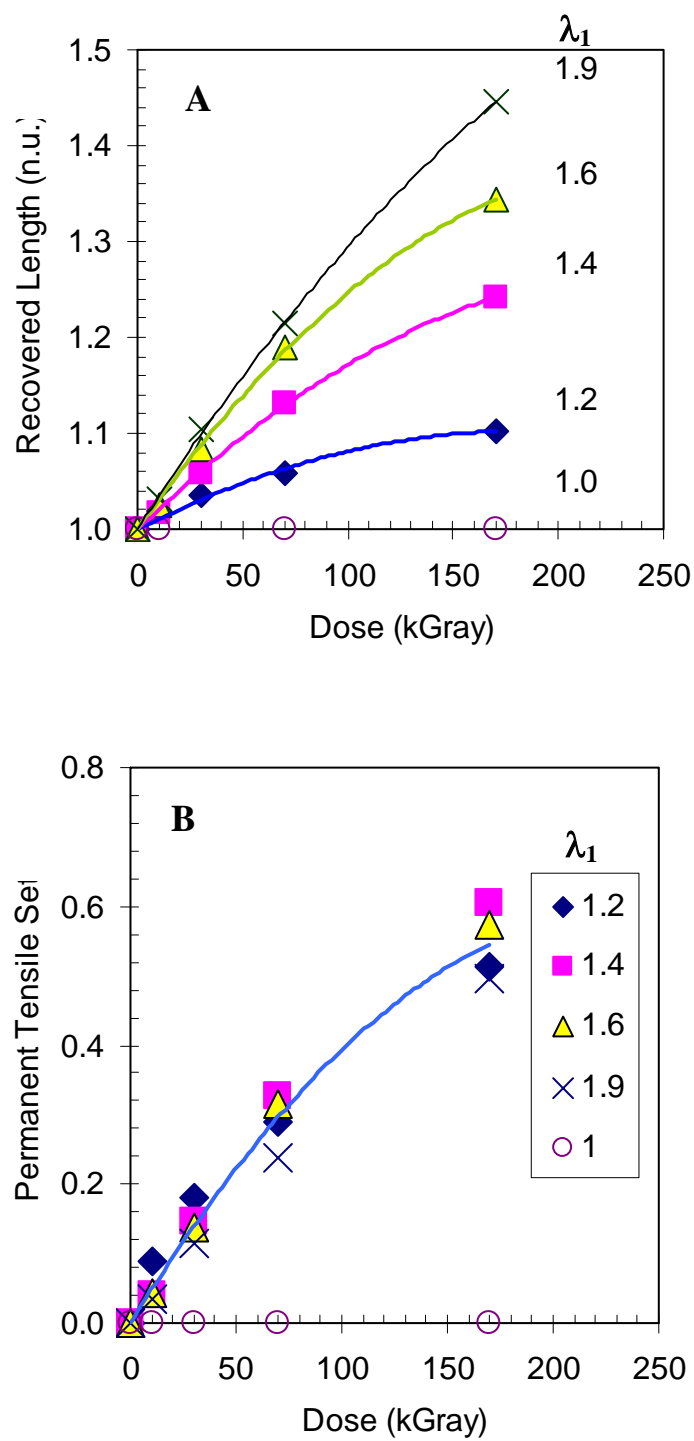 λ1
1.5
1.9
A
1.4
1.6
1.3
1.4
1.2
1.2
1.1
1.0
1.0
0 50 100 150 200 250
Recovered Length (n.u.)
Dose (kGray)
0.8
B
λ1
0.6
1.2
1.4
0.4
1.6
1.9
0.2
1
0.0
0 50 100 150 200 250
Permanent Tensile Set
Dose (kGray)